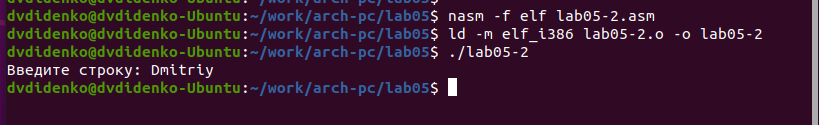 dvdidenko@dvdidenko-Ubuntu:~/work/arch-pc/lab05$ nasm -f elf lab05-2.asm
dvdidenko@dvdidenko-Ubuntu:~/work/arch-pc/lab05$ ld -m elf_i386 lab05-2.o -o lab05-2
dvdidenko@dvdidenko-Ubuntu:~/work/arch-pc/lab05$ ./lab05-2
Введите строку: Dmitriy
dvdidenko@dvdidenko-Ubuntu:~/work/arch-pc/lab05$